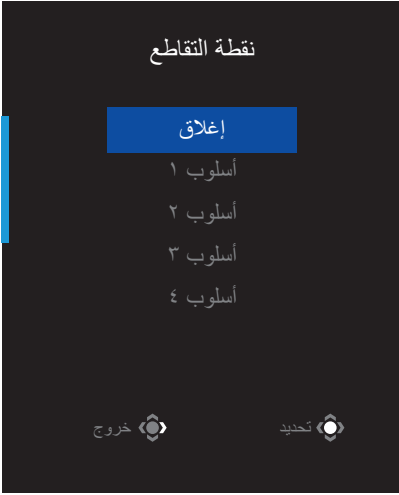 نقطة التقاطع
إغلاق
أسلوب ١
أسلوب ٢
أسلوب ٣
أسلوب ٤
تحديد خروج